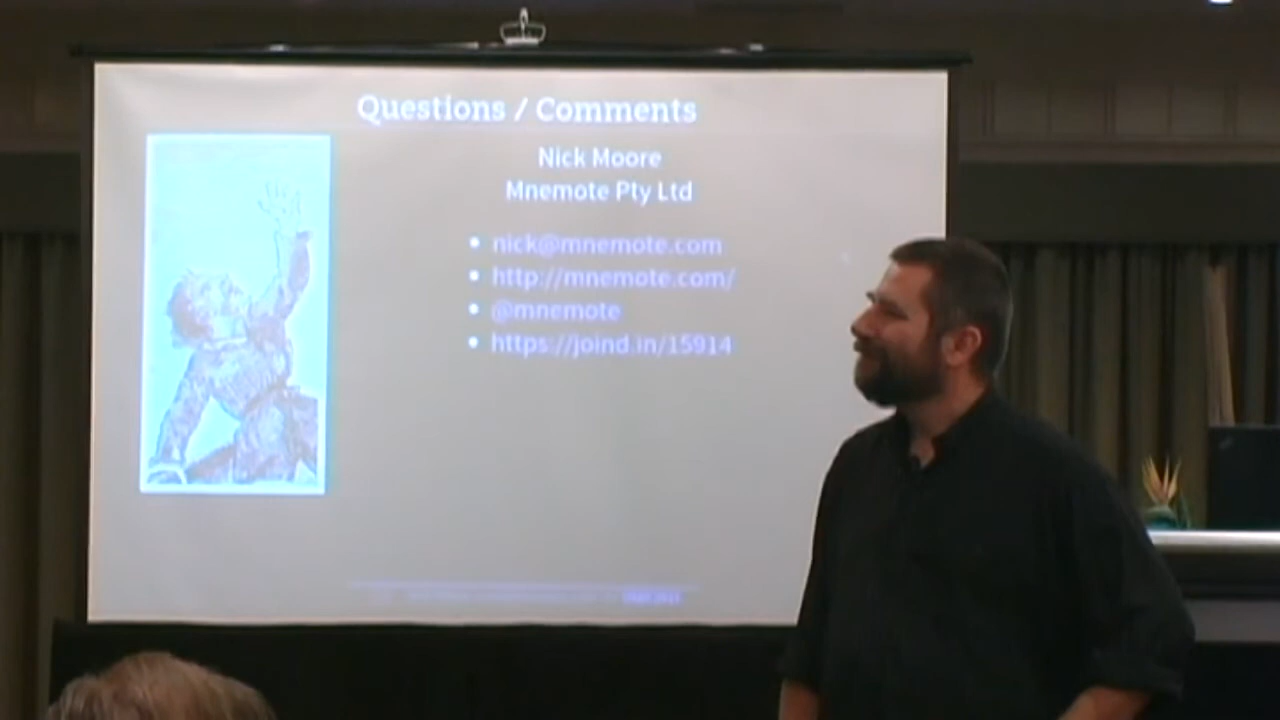 Questions / Comments
Nick Moore
Mnemote Pty Ltd
nick@mnemote.com
http://mnemote.com/
@mnemote
https://joind.in/15914